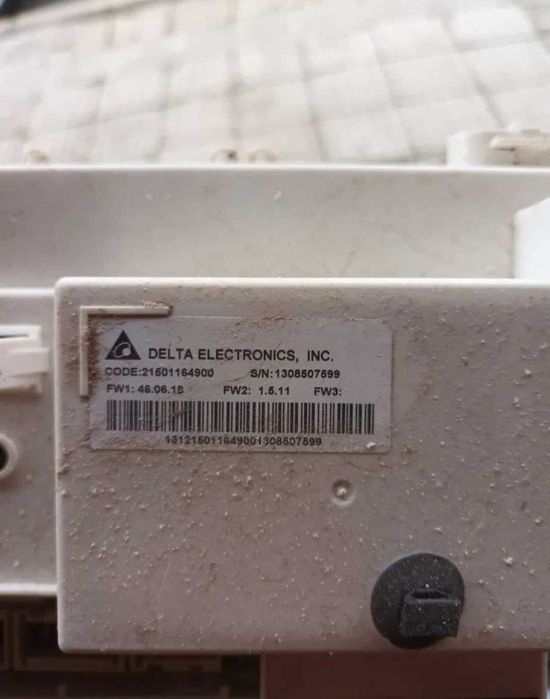 DELTA ELECTRONICS, INC.
CODE:21501164900 S/N:1308507599
FW1: 46.06.18 FW2: 1.5.11 FW3:
131215011649001308507599